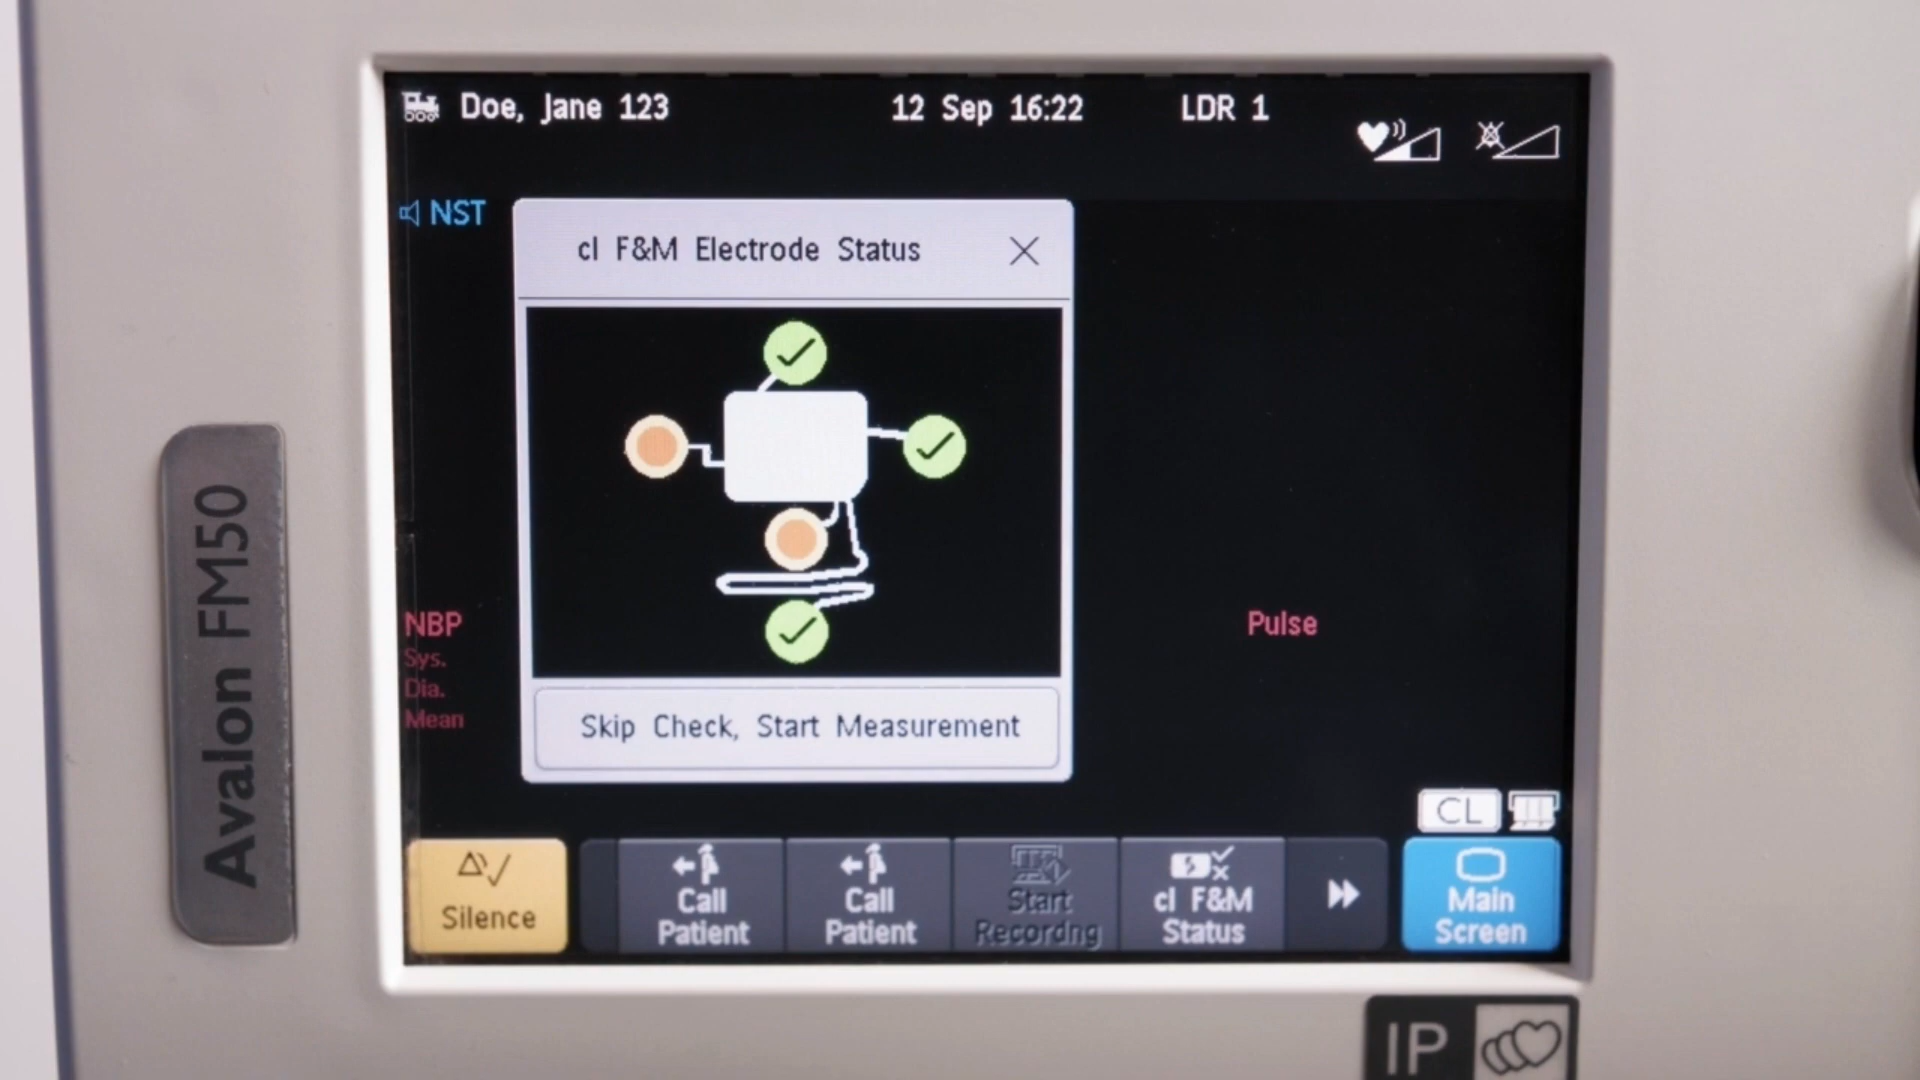 Doe, Jane 123
12 Sep 16:22
LDR 1
NST
cl F&M Electrode Status
NBP
Sys.
Dia.
Mean
Pulse
Skip Check, Start Measurement
CL
Silence
Call
Patient
Call
Patient
Start
Recordng
cl F&M
Status
Main
Screen
Avalon FM50
IP